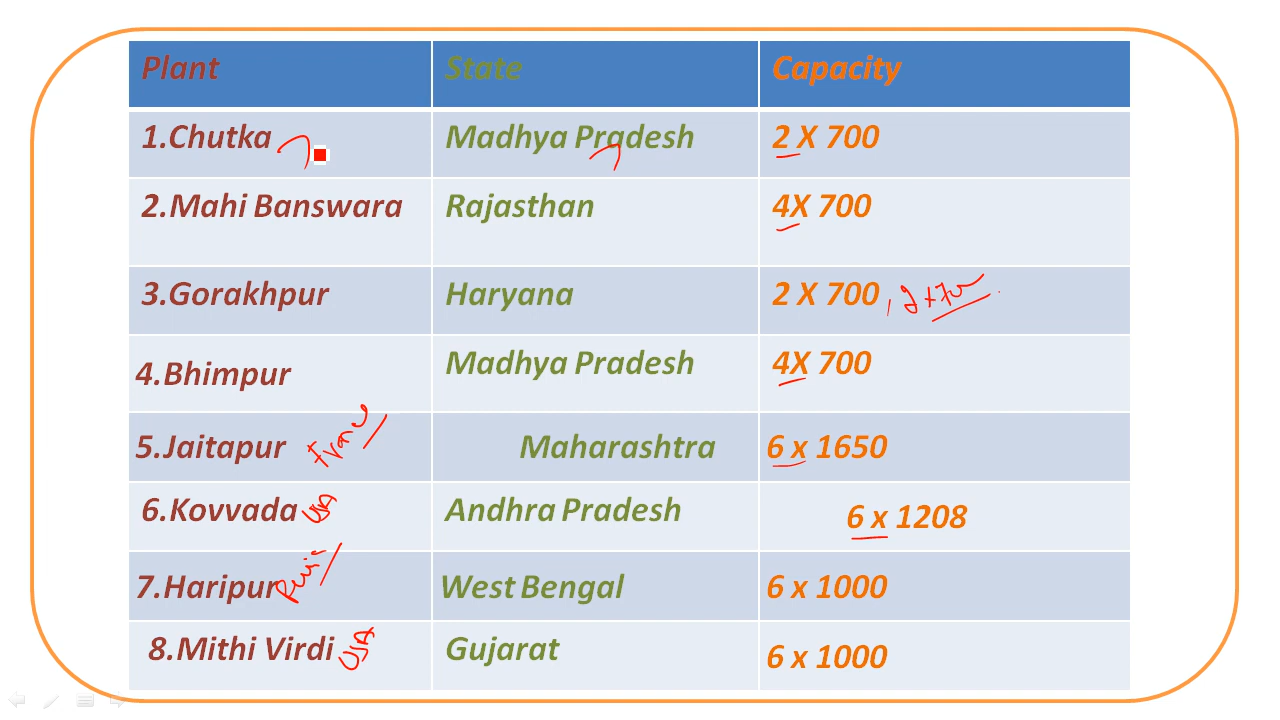 Plant State Capacity
1.Chutka Madhya Pradesh 2 X 700
2.Mahi Banswara Rajasthan 4X 700
3.Gorakhpur Haryana 2 X 700, 2x700
4.Bhimpur Madhya Pradesh 4X 700
5.Jaitapur France Maharashtra 6 x 1650
6.Kovvada USA Andhra Pradesh 6 x 1208
7.Haripur West Bengal 6 x 1000
8.Mithi Virdi USA Gujarat 6 x 1000